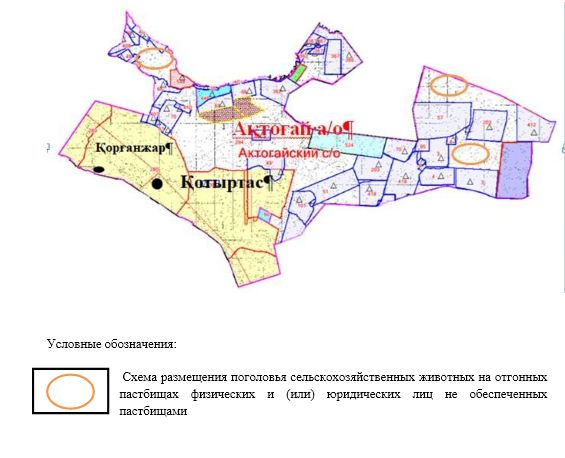 Ақтоғай а/о¶
Актогайский с/о
Қорғанжар¶
Қотыртас¶
Условные обозначения:
Схема размещения поголовья сельскохозяйственных животных на отгонных
пастбищах физических и (или) юридических лиц не обеспеченных
пастбищами